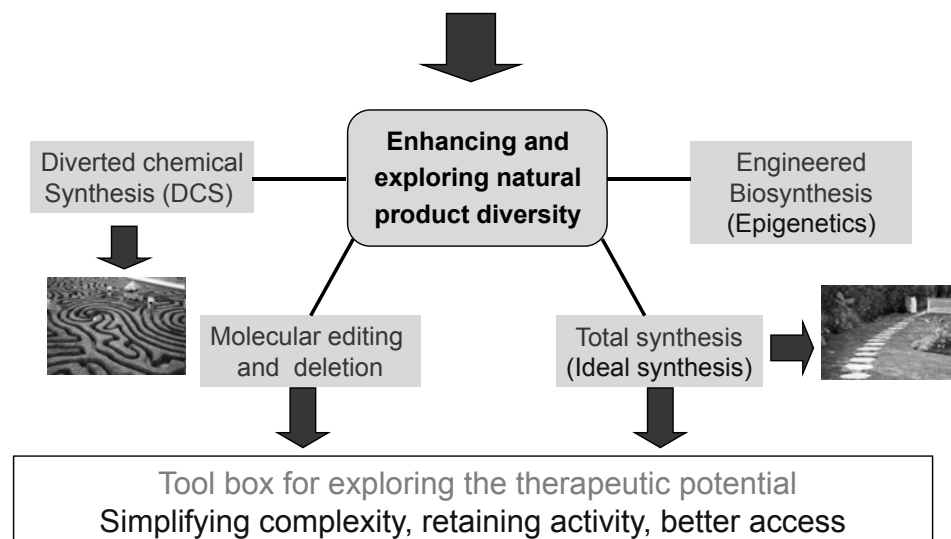 Enhancing and
exploring natural
product diversity
Diverted chemical
Synthesis (DCS)
Engineered
Biosynthesis
(Epigenetics)
Molecular editing
and deletion
Total synthesis
(Ideal synthesis)
Tool box for exploring the therapeutic potential
Simplifying complexity, retaining activity, better access